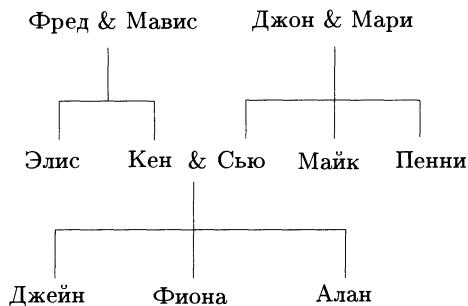 Фред & Мавис Джон & Мари
Элис Кен & Сью Майк Пенни
Джейн Фиона Алан